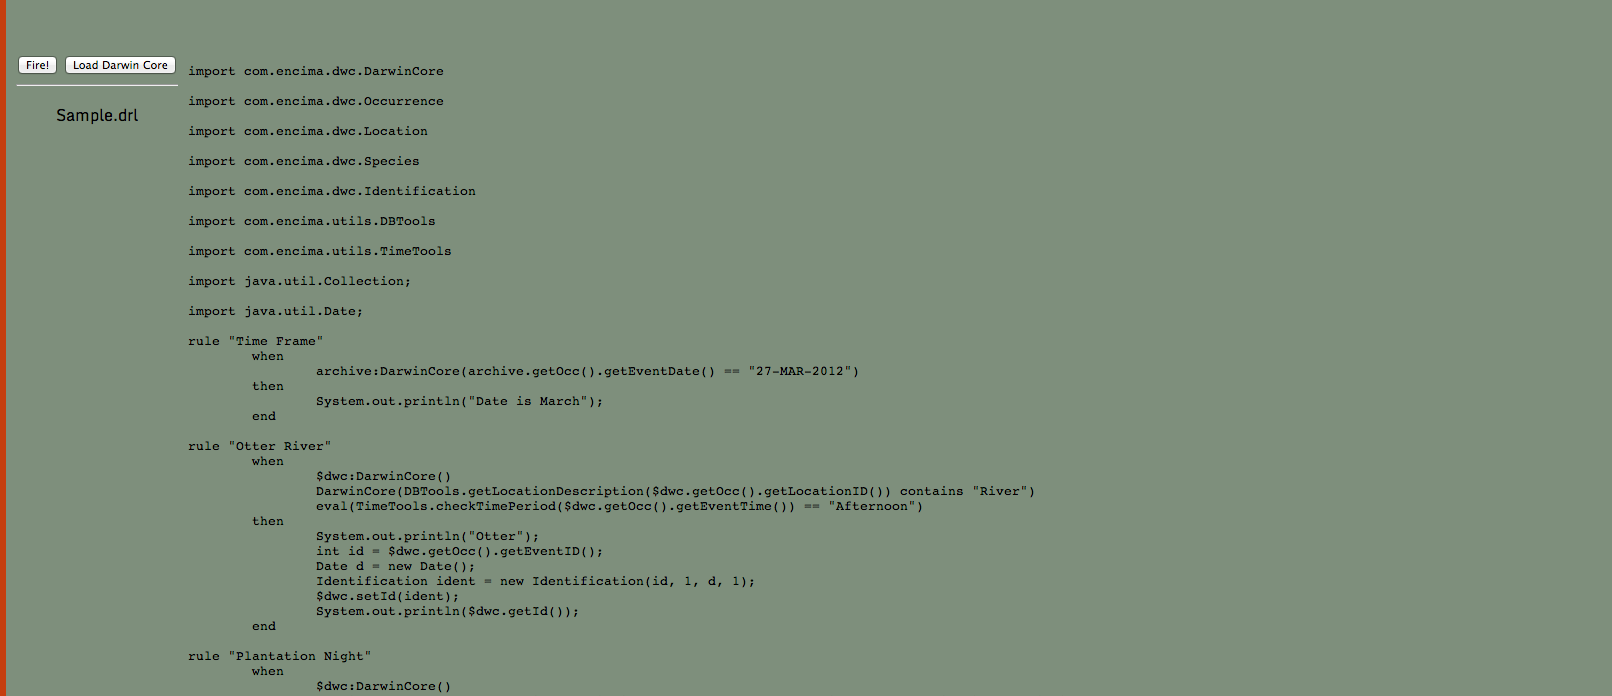 Fire! Load Darwin Core
Sample.drl
import com.encima.dwc.DarwinCore
import com.encima.dwc.Occurrence
import com.encima.dwc.Location
import com.encima.dwc.Species
import com.encima.dwc.Identification
import com.encima.utils.DBTools
import com.encima.utils.TimeTools
import java.util.Collection;
import java.util.Date;
rule "Time Frame"
when
archive:DarwinCore(archive.getOcc().getEventDate() == "27-MAR-2012")
then
System.out.println("Date is March");
end
rule "Otter River"
when
$dwc:DarwinCore()
DarwinCore(DBTools.getLocationDescription($dwc.getOcc().getLocationID()) contains "River")
eval(TimeTools.checkTimePeriod($dwc.getOcc().getEventTime()) == "Afternoon")
then
System.out.println("Otter");
int id = $dwc.getOcc().getEventID();
Date d = new Date();
Identification ident = new Identification(id, 1, d, 1);
$dwc.setId(ident);
System.out.println($dwc.getId());
end
rule "Plantation Night"
when
$dwc:DarwinCore()